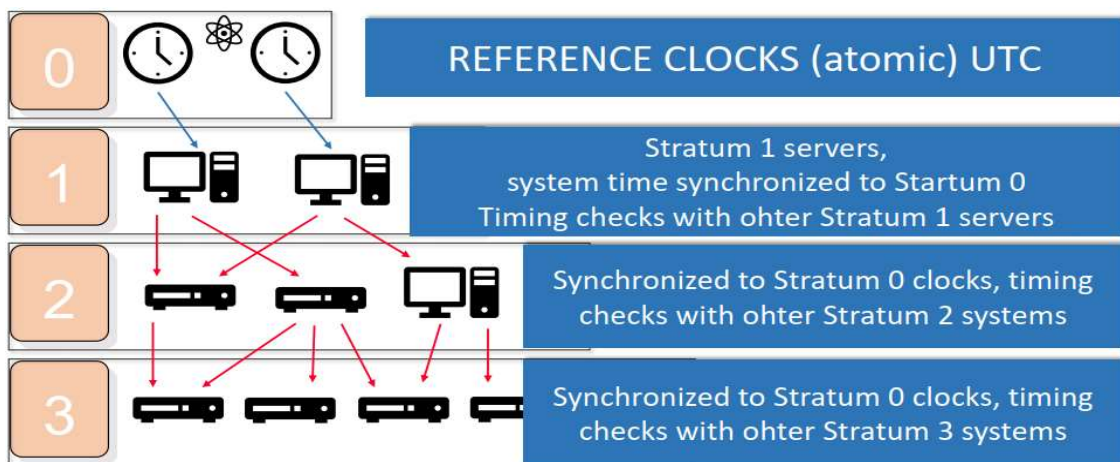 0
REFERENCE CLOCKS (atomic) UTC
1
Stratum 1 servers,
system time synchronized to Startum 0
Timing checks with ohter Stratum 1 servers
2
Synchronized to Stratum 0 clocks, timing
checks with ohter Stratum 2 systems
3
Synchronized to Stratum 0 clocks, timing
checks with ohter Stratum 3 systems